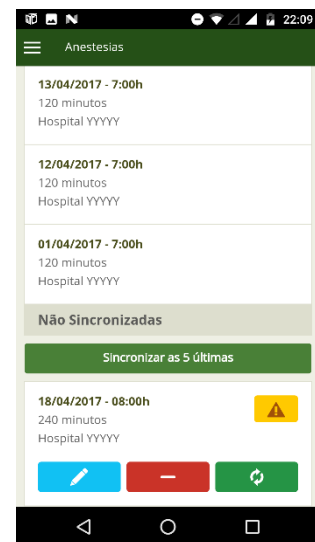 22:09
Anestesias
13/04/2017 - 7:00h
120 minutos
Hospital YYYYY
12/04/2017 - 7:00h
120 minutos
Hospital YYYYY
01/04/2017 - 7:00h
120 minutos
Hospital YYYYY
Não Sincronizadas
Sincronizar as 5 últimas
18/04/2017 - 08:00h
240 minutos
Hospital YYYYY